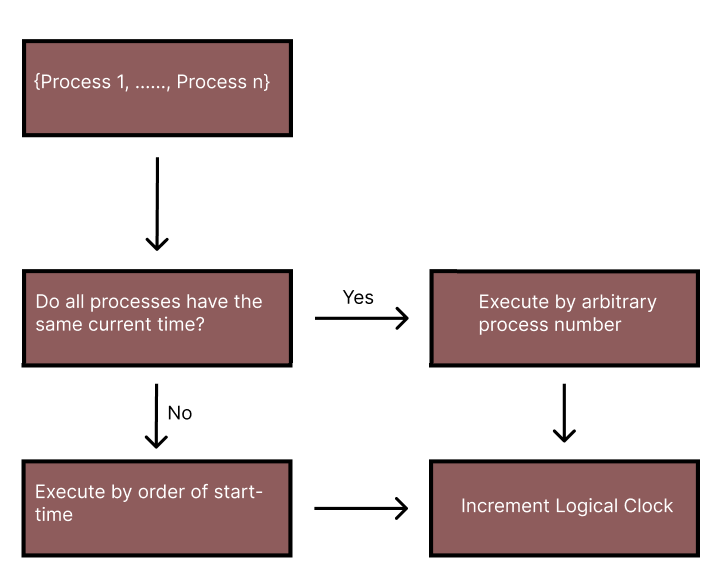 {Process 1, ......, Process n}
Do all processes have the
same current time?
Yes
Execute by arbitrary
process number
No
Execute by order of start-
time
Increment Logical Clock